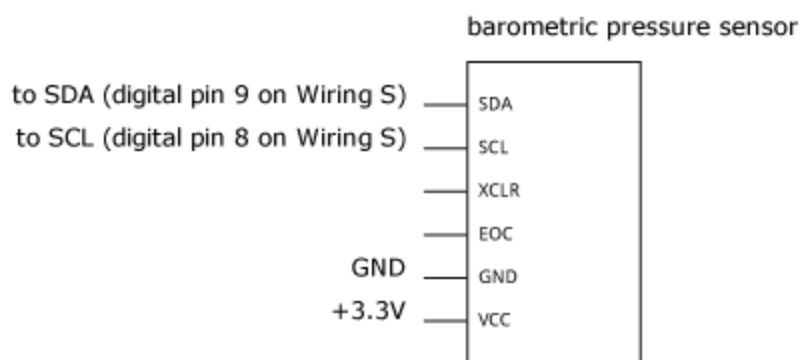 barometric pressure sensor
to SDA (digital pin 9 on Wiring S) SDA
to SCL (digital pin 8 on Wiring S) SCL
XCLR
EOC
GND GND
+3.3V VCC